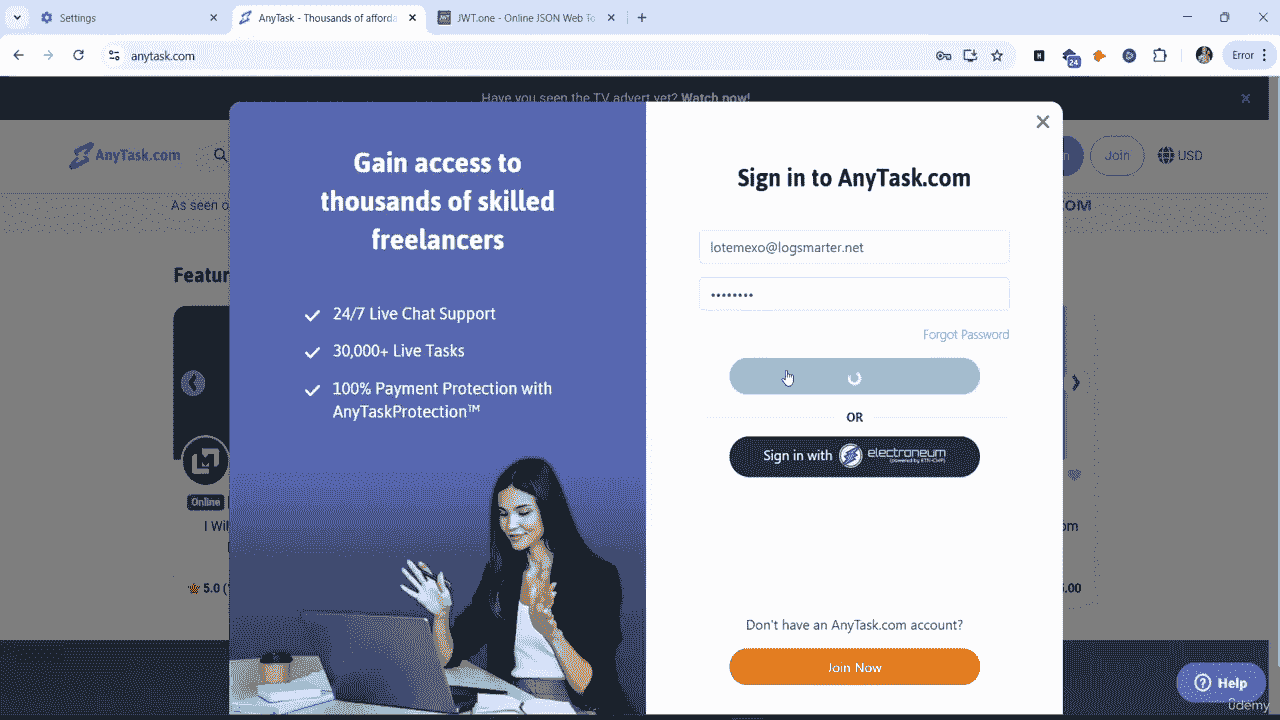 Settings
AnyTask - Thousands of afforda
JWT.one - Online JSON Web To
anytask.com
24
Error
Have you seen the TV advert yet? Watch now!
AnyTask.com
Join
USD
As seen o
COM
Gain access to
thousands of skilled
freelancers
24/7 Live Chat Support
30,000+ Live Tasks
100% Payment Protection with
AnyTaskProtection™
Sign in to AnyTask.com
lotemexo@logsmarter.net
••••••••
Forgot Password
OR
Sign in with electroneum
Don't have an AnyTask.com account?
Join Now
Featur
Online
I Wil
om
5.0 (
5.00
Help
ûdemy